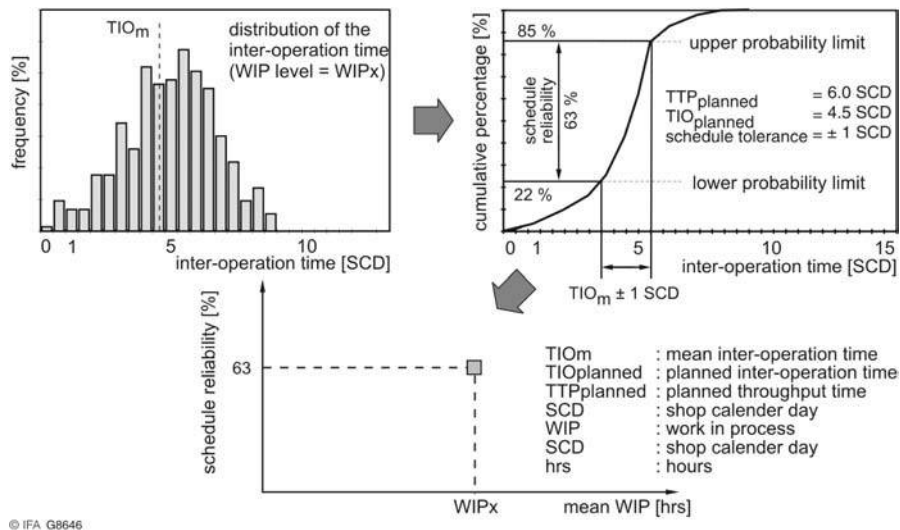 TIOm
distribution of the
inter-operation time
(WIP level = WIPx)
frequency [%]
0 1 5 10
inter-operation time [SCD]
cumulative percentage [%]
85 %
upper probability limit
schedule
reliability
63 %
TTPplanned = 6.0 SCD
TIOplanned = 4.5 SCD
schedule tolerance = ± 1 SCD
22 %
lower probability limit
0 1 5 10 15
inter-operation time [SCD]
TIOm ± 1 SCD
schedule reliability [%]
63
WIPx
mean WIP [hrs]
TIOm : mean inter-operation time
TIOplanned : planned inter-operation time
TTPplanned : planned throughput time
SCD : shop calender day
WIP : work in process
SCD : shop calender day
hrs : hours
© IFA G8646